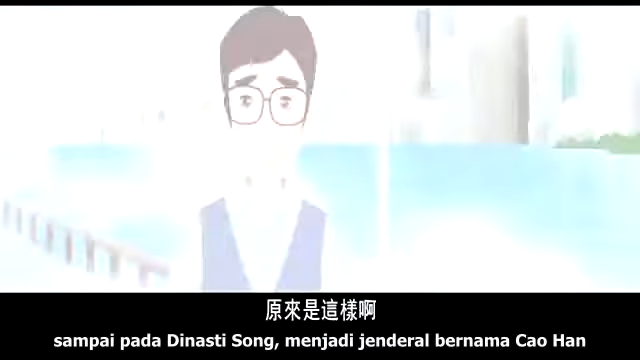 原來是這樣啊
sampai pada Dinasti Song, menjadi jenderal bernama Cao Han